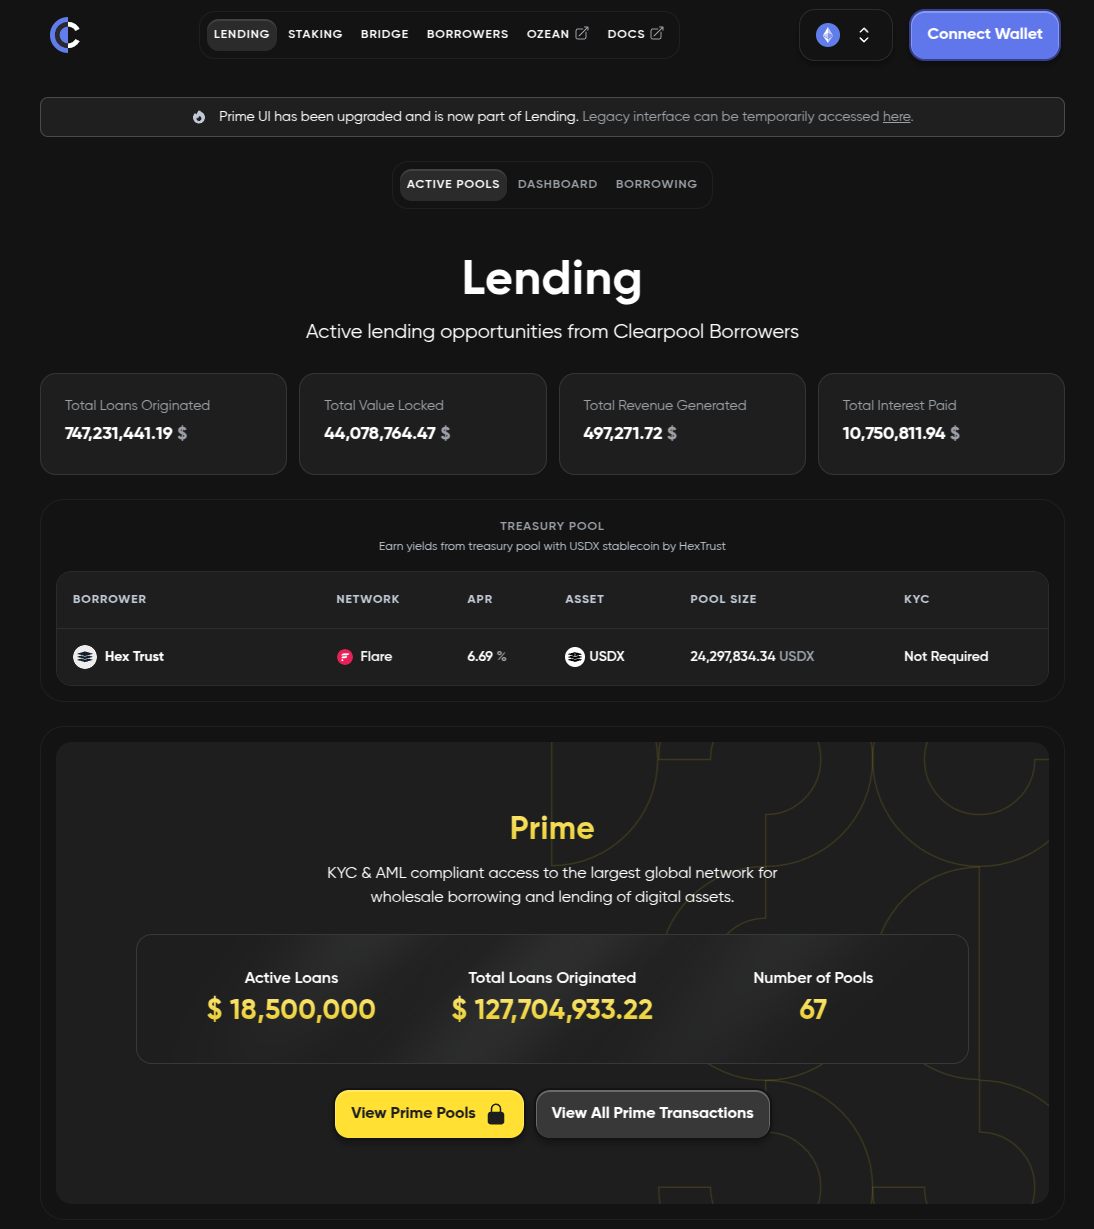 LENDING STAKING BRIDGE BORROWERS OZEAN DOCS Connect Wallet
Prime UI has been upgraded and is now part of Lending. Legacy interface can be temporarily accessed here.
ACTIVE POOLS DASHBOARD BORROWING
Lending
Active lending opportunities from Clearpool Borrowers
Total Loans Originated
747,231,441.19 $
Total Value Locked
44,078,764.47 $
Total Revenue Generated
497,271.72 $
Total Interest Paid
10,750,811.94 $
TREASURY POOL
Earn yields from treasury pool with USDX stablecoin by HexTrust
BORROWER NETWORK APR ASSET POOL SIZE KYC
Hex Trust Flare 6.69 % USDX 24,297,834.34 USDX Not Required
Prime
KYC & AML compliant access to the largest global network for
wholesale borrowing and lending of digital assets.
Active Loans
$ 18,500,000
Total Loans Originated
$ 127,704,933.22
Number of Pools
67
View Prime Pools View All Prime Transactions